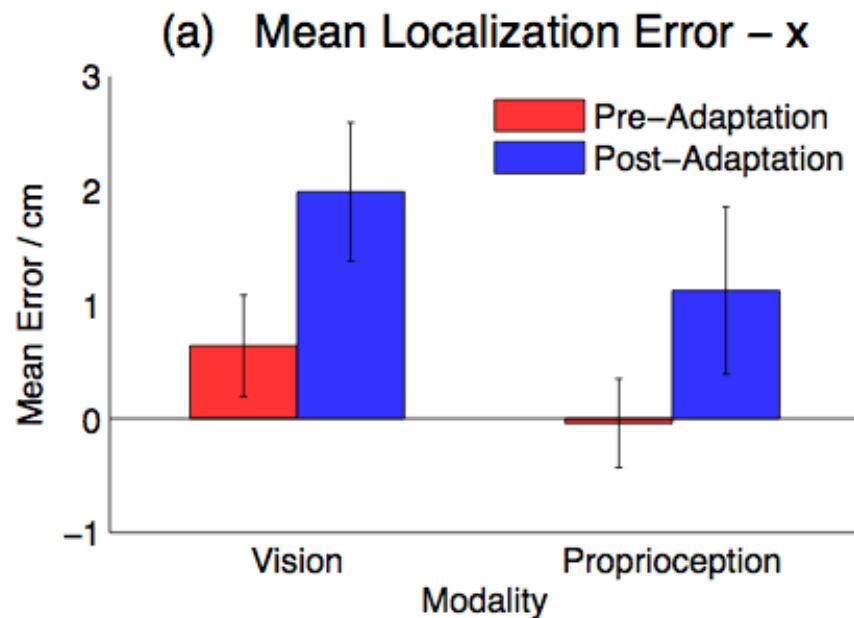 (a) Mean Localization Error – x
3
Pre–Adaptation
Post–Adaptation
2
1
0
–1
Mean Error / cm
Vision Proprioception
Modality